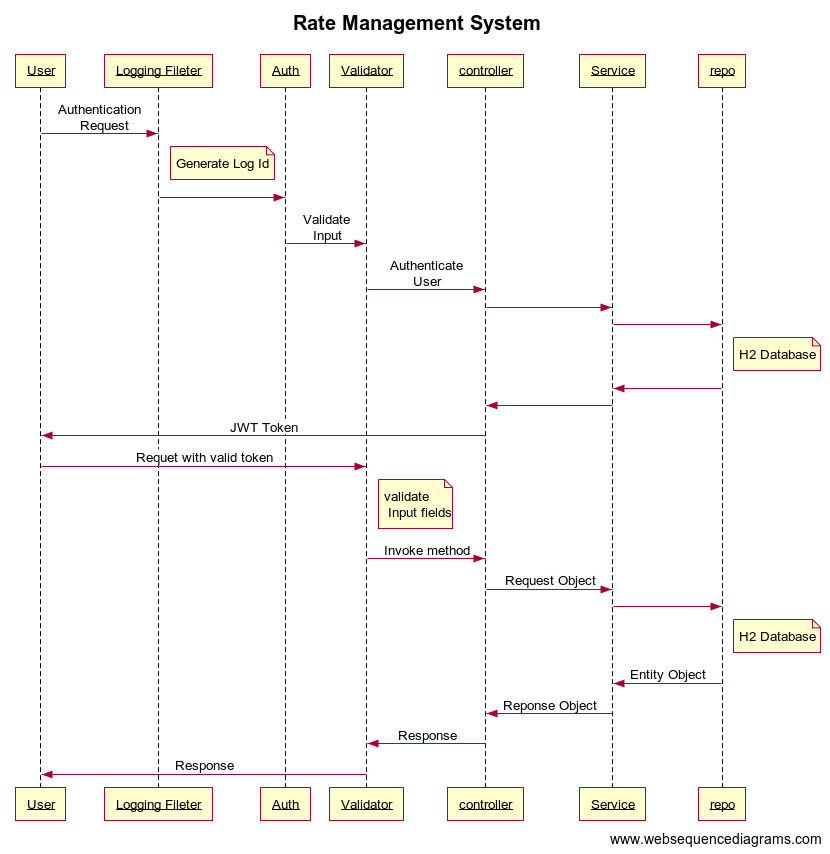 Rate Management System
User
Logging Fileter
Auth
Validator
controller
Service
repo
Authentication
Request
Generate Log Id
Validate
Input
Authenticate
User
H2 Database
JWT Token
Requet with valid token
validate
Input fields
Invoke method
Request Object
H2 Database
Entity Object
Reponse Object
Response
Response
User
Logging Fileter
Auth
Validator
controller
Service
repo
www.websequencediagrams.com